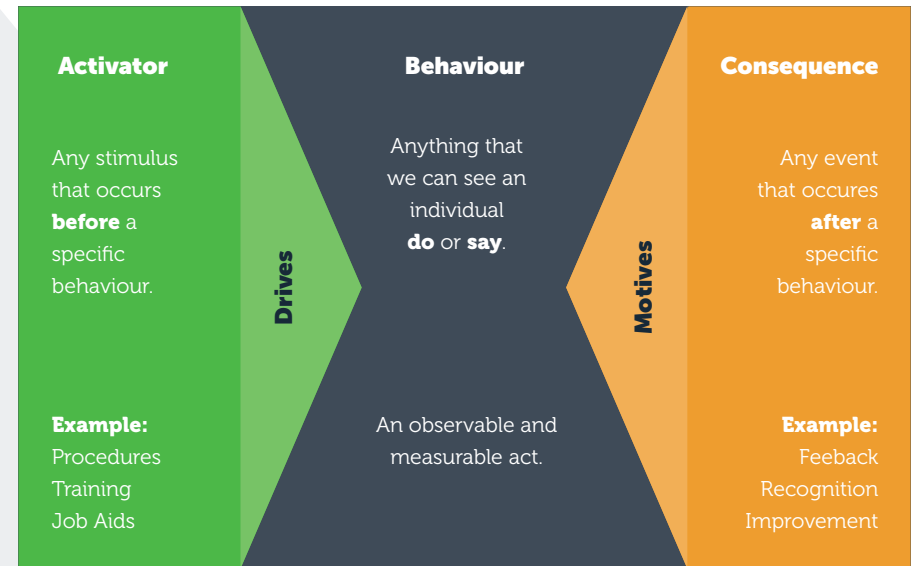 Activator
Any stimulus
that occurs
before a
specific
behaviour.
Example:
Procedures
Training
Job Aids
Drives
Behaviour
Anything that
we can see an
individual
do or say.
An observable and
measurable act.
Motives
Consequence
Any event
that occures
after a
specific
behaviour.
Example:
Feeback
Recognition
Improvement